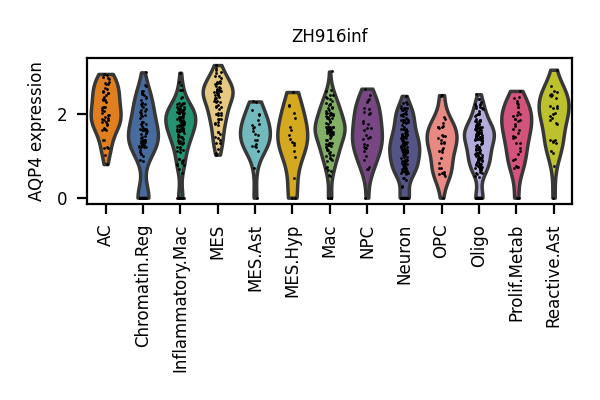 ZH916inf
AQP4 expression
2
0
AC
Chromatin.Reg
Inflammatory.Mac
MES
MES.Ast
MES.Hyp
Mac
NPC
Neuron
OPC
Oligo
Prolif.Metab
Reactive.Ast